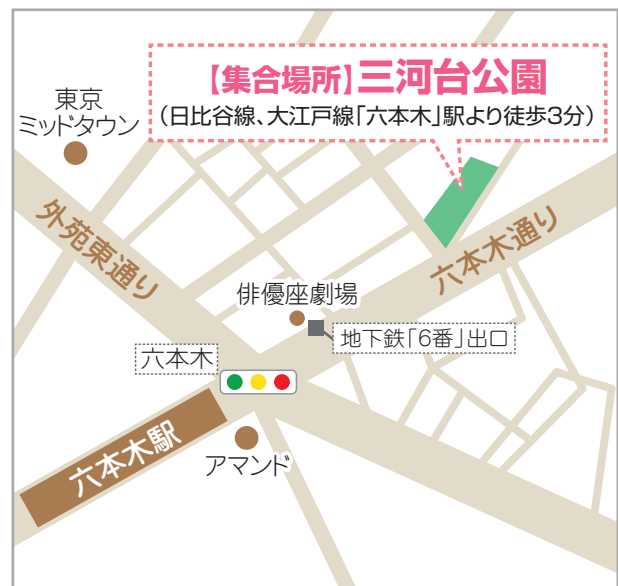 【集合場所】三河台公園
（日比谷線、大江戸線「六本木」駅より徒歩3分）
東京
ミッドタウン
外苑東通り
六本木通り
俳優座劇場
地下鉄「6番」出口
六本木
六本木駅
アマンド